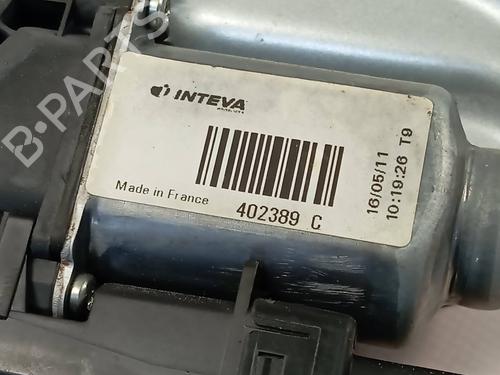 INTEVA
Made in France
402389 C
16/05/11
10:19:26 T9
B-PARTS